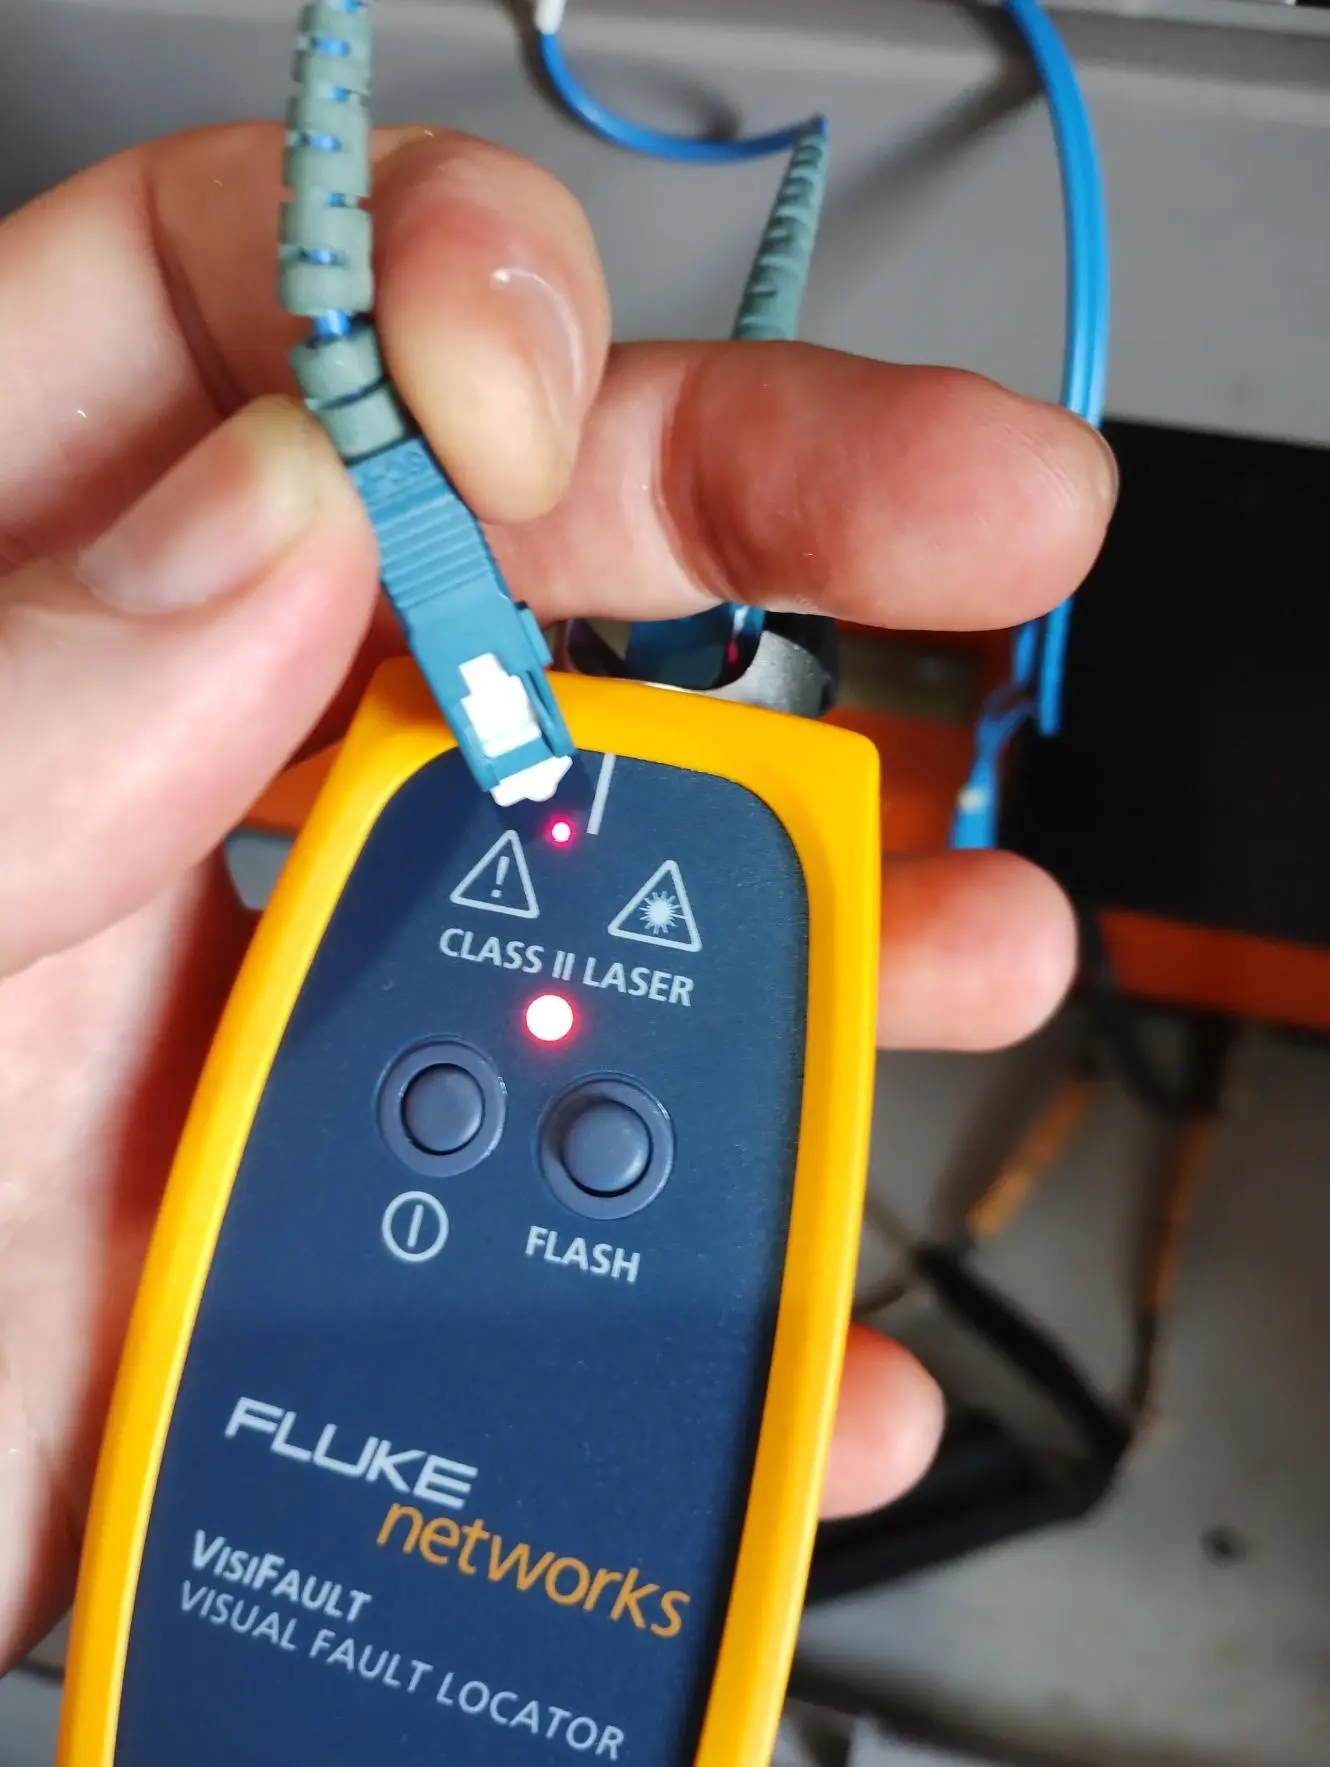 CLASS II LASER
FLASH
FLUKE
networks
VISIFAULT
VISUAL FAULT LOCATOR